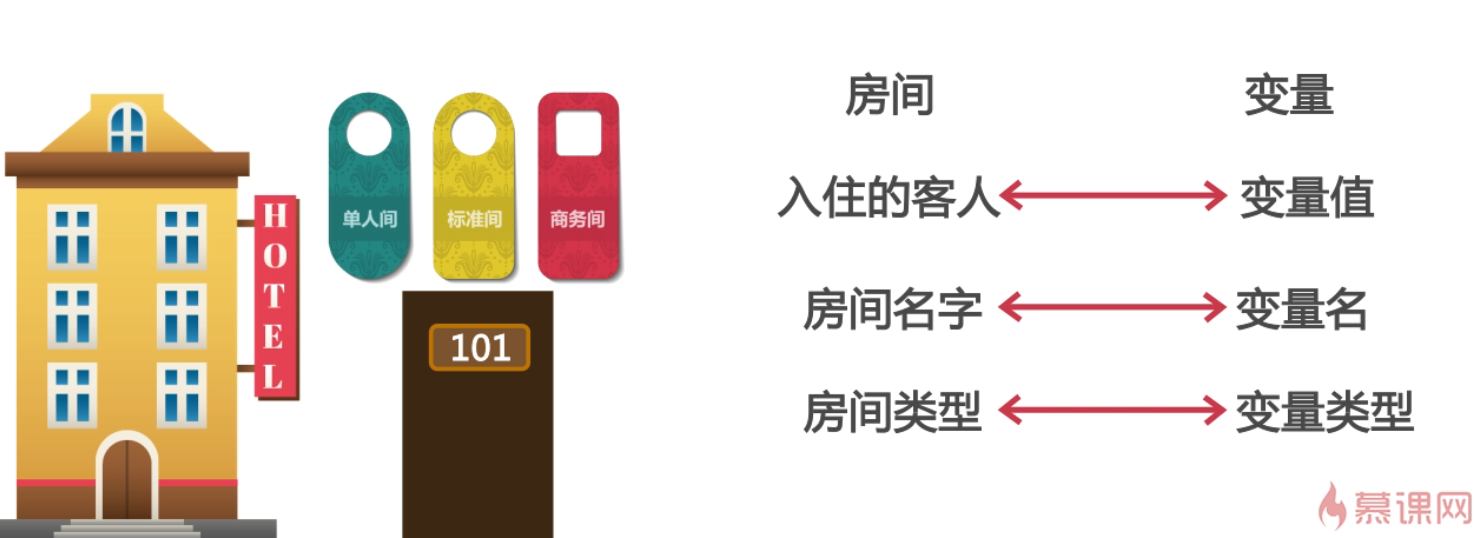 HOTEL
单人间
标准间
商务间
101
房间 变量
入住的客人 变量值
房间名字 变量名
房间类型 变量类型
慕课网